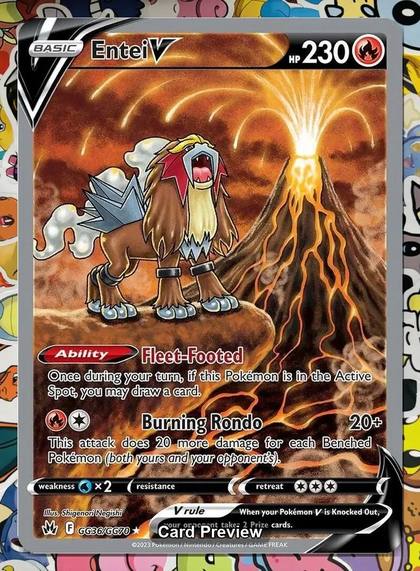 BASIC Entei V HP 230
Ability Fleet-Footed
Once during your turn, if this Pokémon is in the Active
Spot, you may draw a card.
Burning Rondo 20+
This attack does 20 more damage for each Benched
Pokémon (both yours and your opponent's).
weakness ×2 resistance retreat
Illus. Shigenori Negishi
V rule When your Pokémon V is Knocked Out,
your opponent takes 2 Prize cards.
F GG36/GG70 ★
Card Preview
©2023 Pokémon / Nintendo / Creatures / GAME FREAK